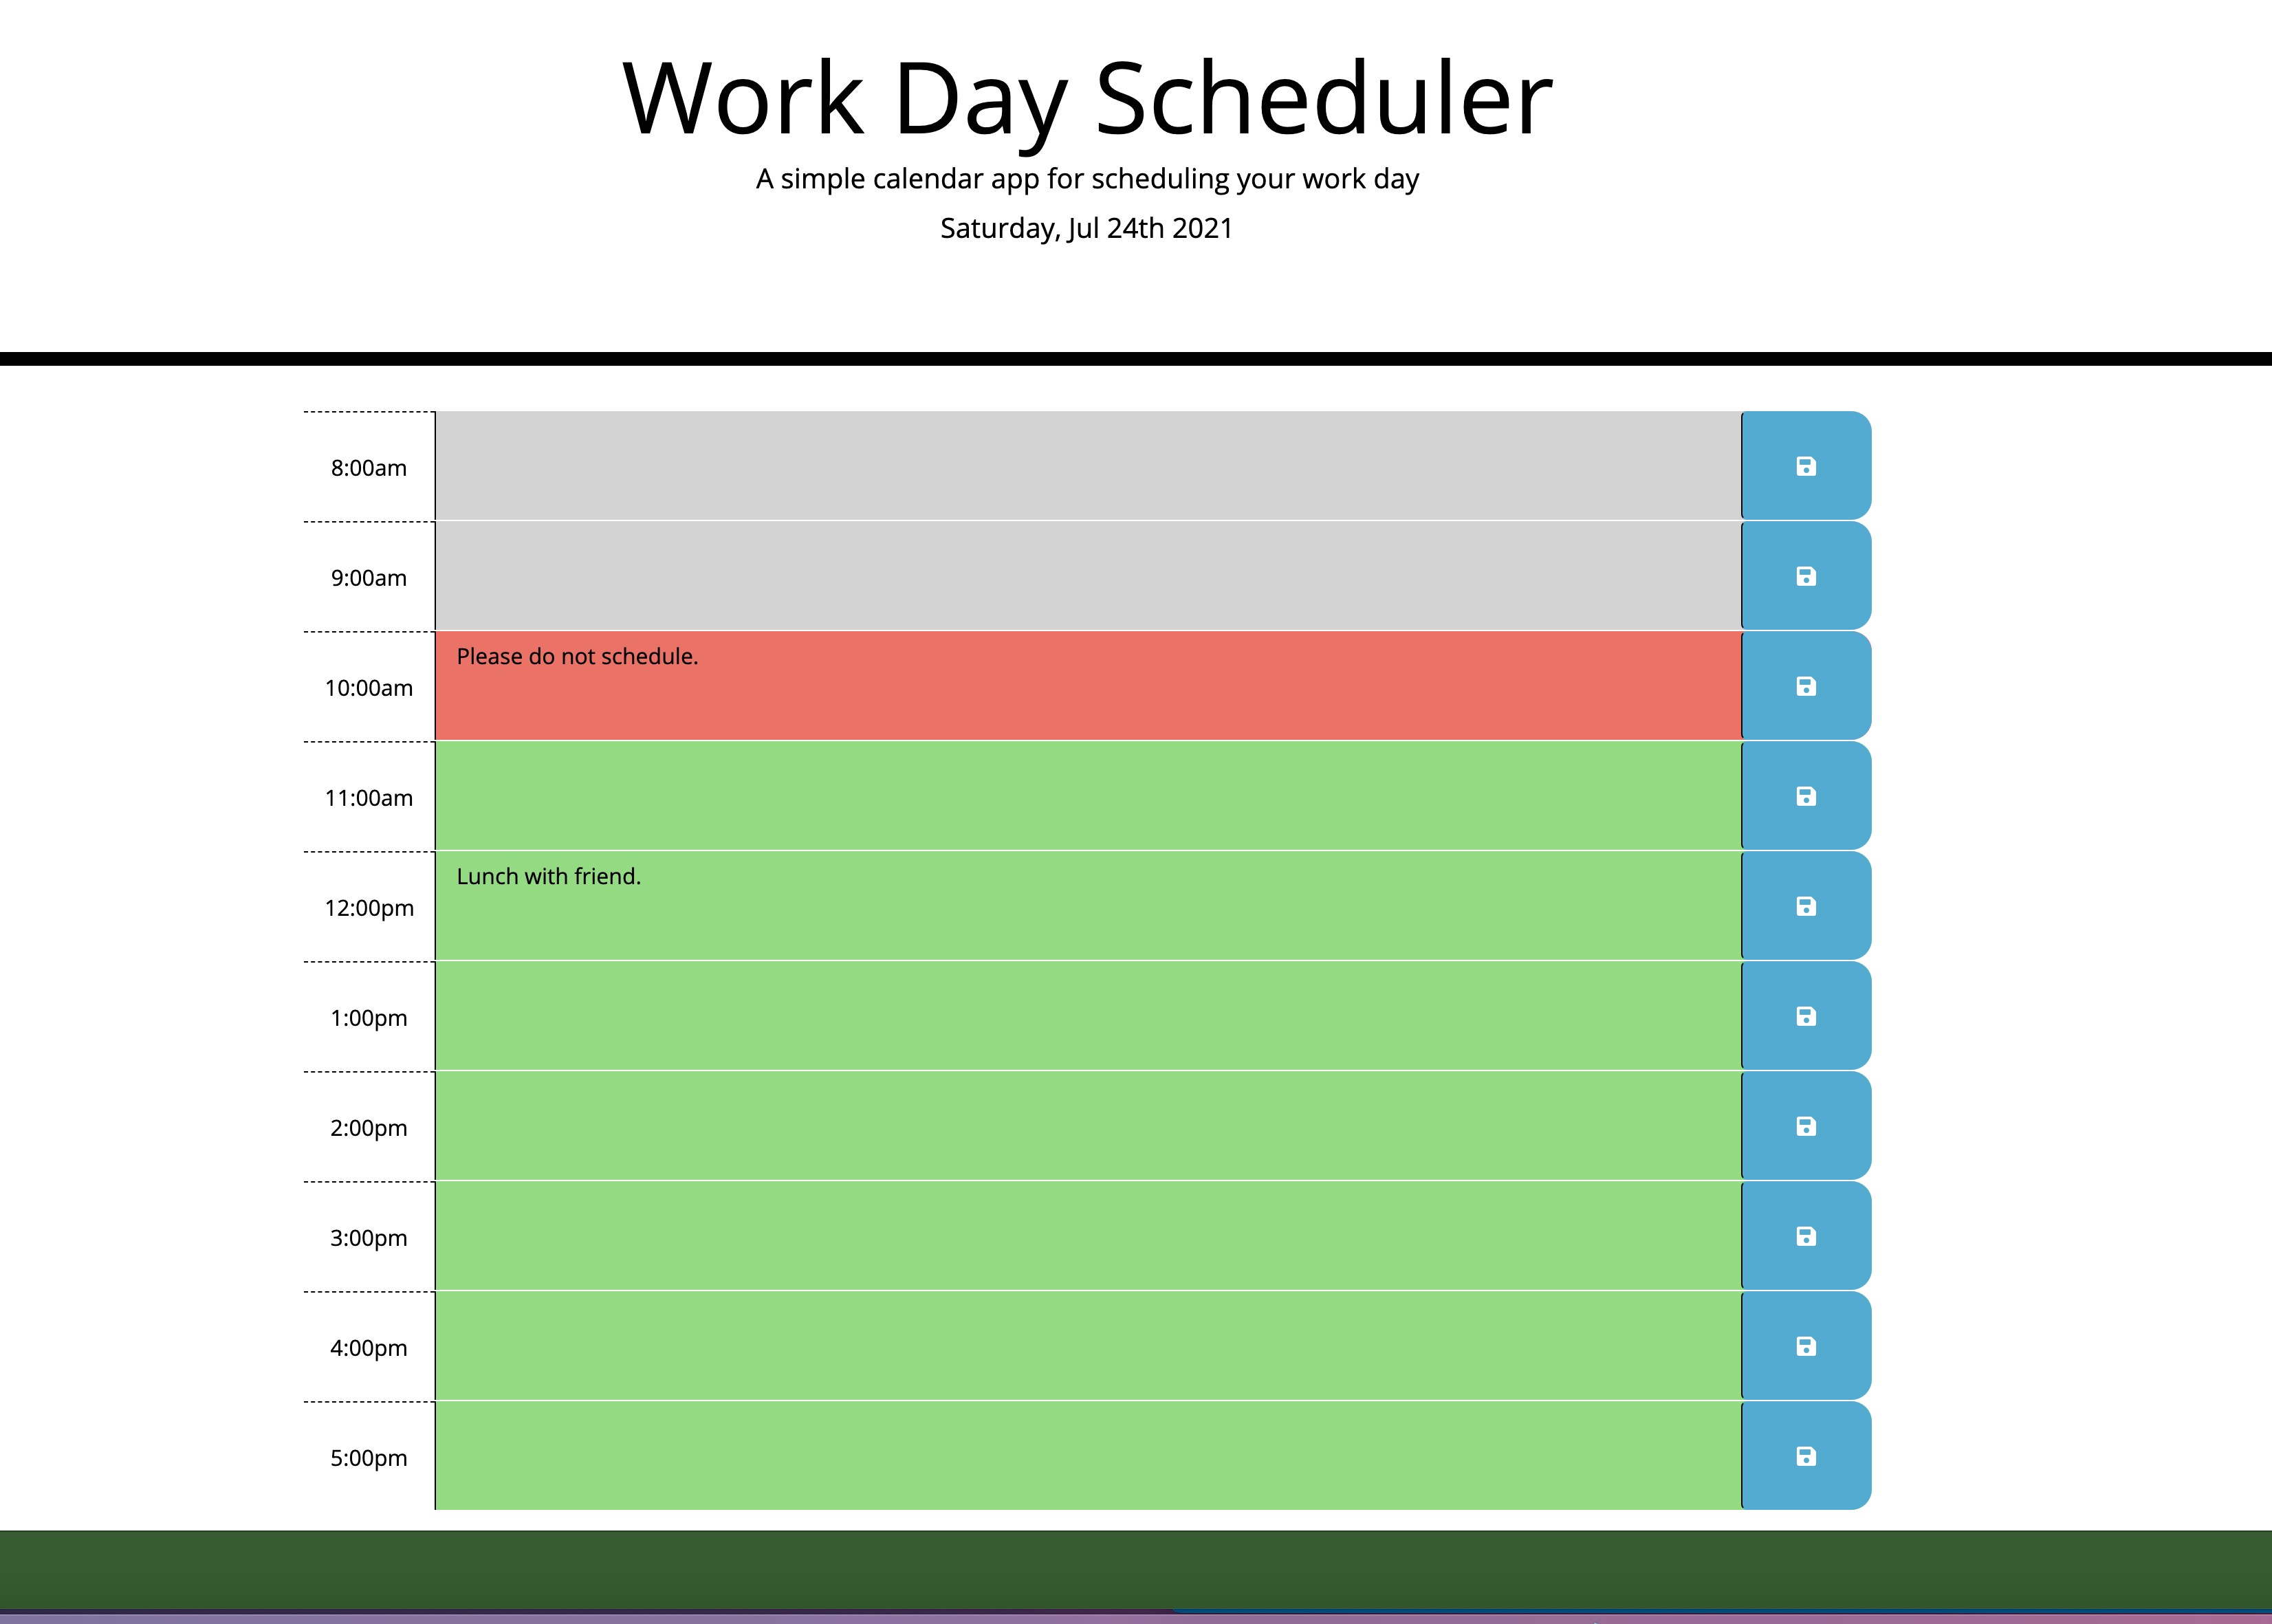 Work Day Scheduler
A simple calendar app for scheduling your work day
Saturday, Jul 24th 2021
8:00am
9:00am
Please do not schedule.
10:00am
11:00am
Lunch with friend.
12:00pm
1:00pm
2:00pm
3:00pm
4:00pm
5:00pm